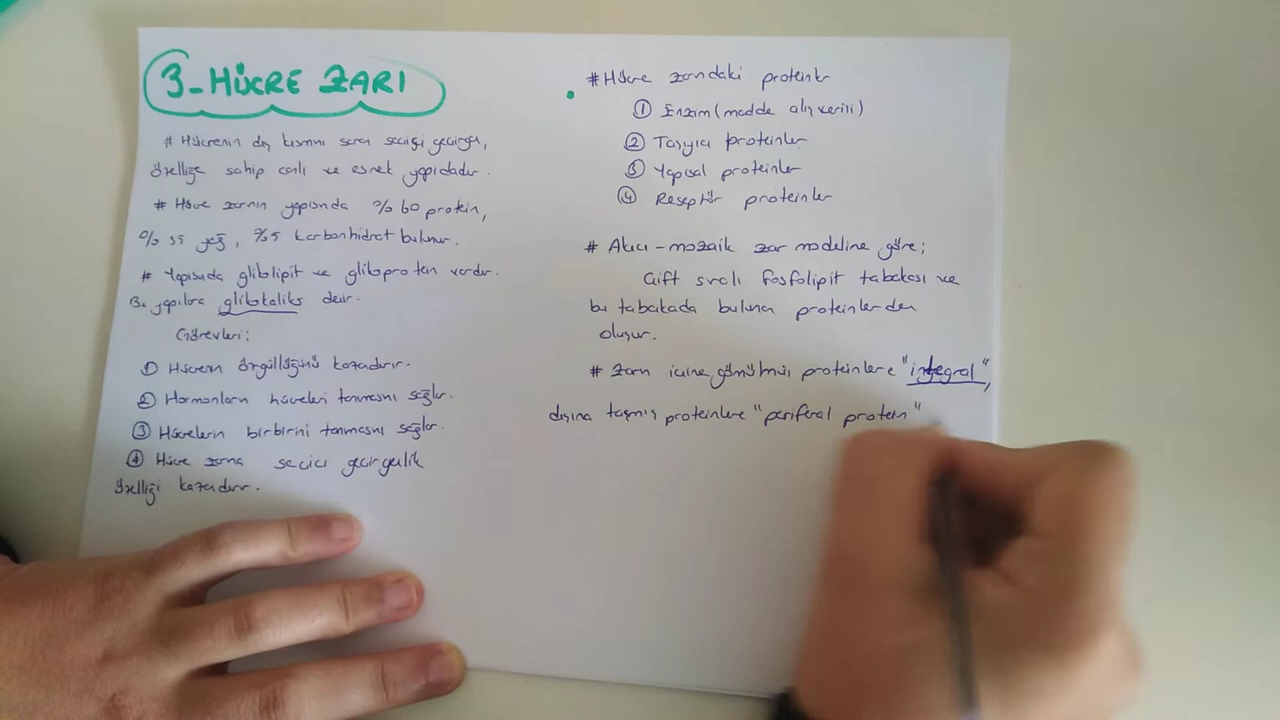 3-HÜCRE ZARI
# Hücrenin dış kısmını saran seçiçi geçirgen,
özelliğe sahip canlı ve esnek yapıdadır.
# Hücre zarının yapısında %60 protein,
%35 yağ, %5 karbonhidrat bulunur.
# Yapısında glikolipit ve glikoprotein vardır.
Bu yapılara glikokaliks denir.
Görevleri:
① Hücrenin özgüllüğünü kazandırır.
② Hormonların hücreleri tanımasını sağlar.
③ Hücrelerin birbirini tanımasını sağlar.
④ Hücre zarına seçici geçirgenlik
özelliği kazandırır.
# Hücre zarındaki proteinler
① Enzim (madde alışverişi)
② Taşıyıcı proteinler
③ Yapısal proteinler
④ Reseptör proteinler
# Akıcı-mozaik zar modeline göre;
Çift sıralı fosfolipit tabakası ve
bu tabakada bulunan proteinlerden
oluşur.
# Zarın içine gömülmüş proteinlere "integral",
dışına taşmış proteinlere "periferal protein"